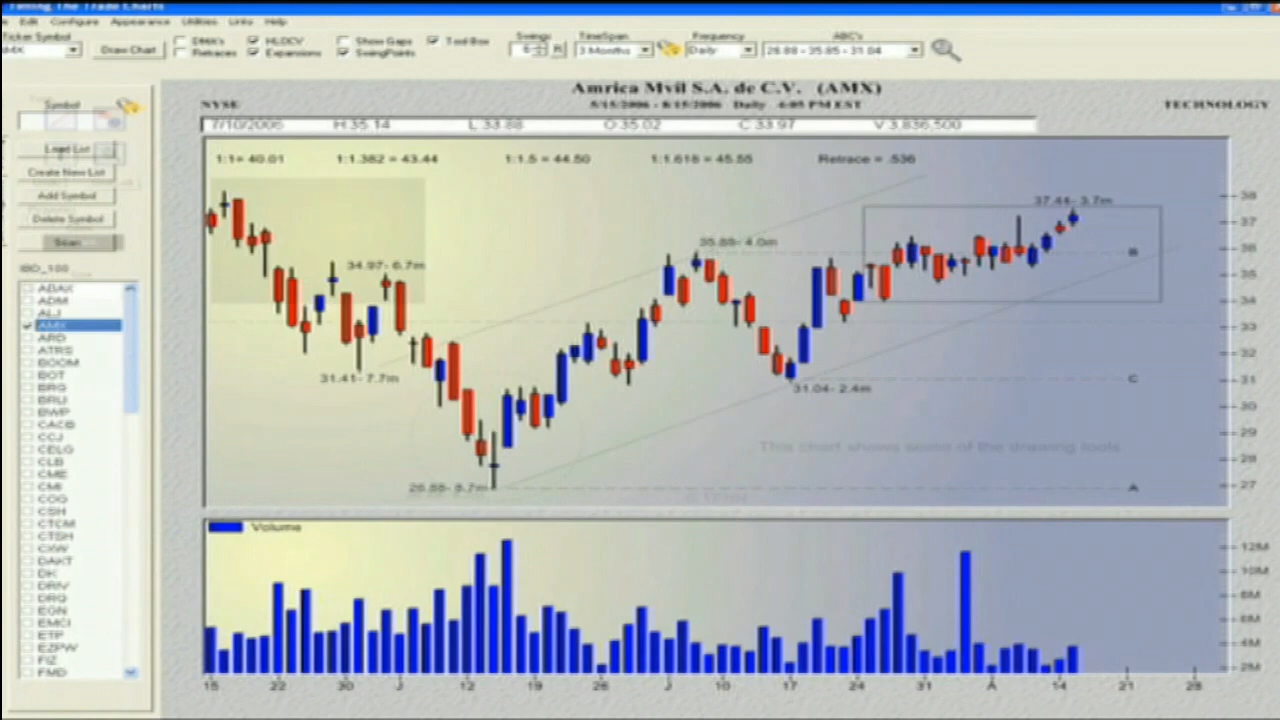 Timing The Trade Charts
Edit Configure Appearance Utilities Links Help
Ticker Symbol
AMX
Draw Chart
DMA's
Retraces
HLOCV
Expansions
Show Gaps
SwingPoints
Tool Box
Swings
6
R
TimeSpan
3 Months
Frequency
Daily
ABC's
26.88 - 35.85 - 31.04
Amrica Mvil S.A. de C.V. (AMX)
NYSE
5/15/2006 - 8/15/2006 Daily 4:05 PM EST
TECHNOLOGY
7/10/2006 H:35.14 L:33.88 O:35.02 C:33.97 V:3,836,500
1:1= 40.01 1:1.382 = 43.44 1:1.5 = 44.50 1:1.618 = 45.55 Retrace = .536
Symbol
Load List
Create New List
Add Symbol
Delete Symbol
Scan
IBD_100
ABAX
ADM
ALJ
AMX
ARD
ATRS
BOOM
BOT
BRG
BRLI
BWP
CACB
CCJ
CELG
CLB
CME
CMI
COG
CSH
CTCM
CTSH
CXW
DAKT
DK
DRIV
DRQ
EGN
EMCI
ETP
EZPW
FIZ
FMD
37.44- 3.7m
35.85- 4.0m
34.97- 6.7m
31.41- 7.7m
31.04- 2.4m
26.88- 8.7m
B
C
A
This chart shows some of the drawing tools
38
37
36
35
34
33
32
31
30
29
28
27
Volume
12M
10M
8M
6M
4M
2M
15 22 30 J 12 19 26 J 10 17 24 31 A 14 21 28